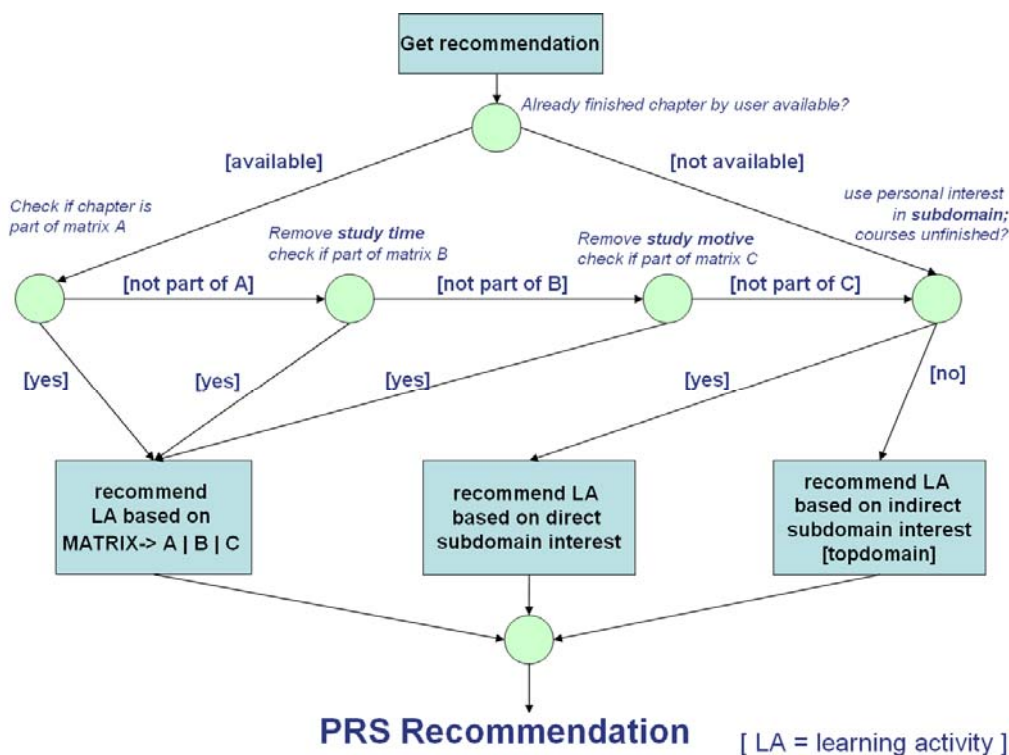 Get recommendation
Already finished chapter by user available?
[available]
[not available]
Check if chapter is
part of matrix A
Remove study time
check if part of matrix B
Remove study motive
check if part of matrix C
use personal interest
in subdomain;
courses unfinished?
[not part of A]
[not part of B]
[not part of C]
[yes]
[yes]
[yes]
[yes]
[no]
recommend
LA based on
MATRIX-> A | B | C
recommend LA
based on direct
subdomain interest
recommend LA
based on indirect
subdomain interest
[topdomain]
PRS Recommendation
[ LA = learning activity ]